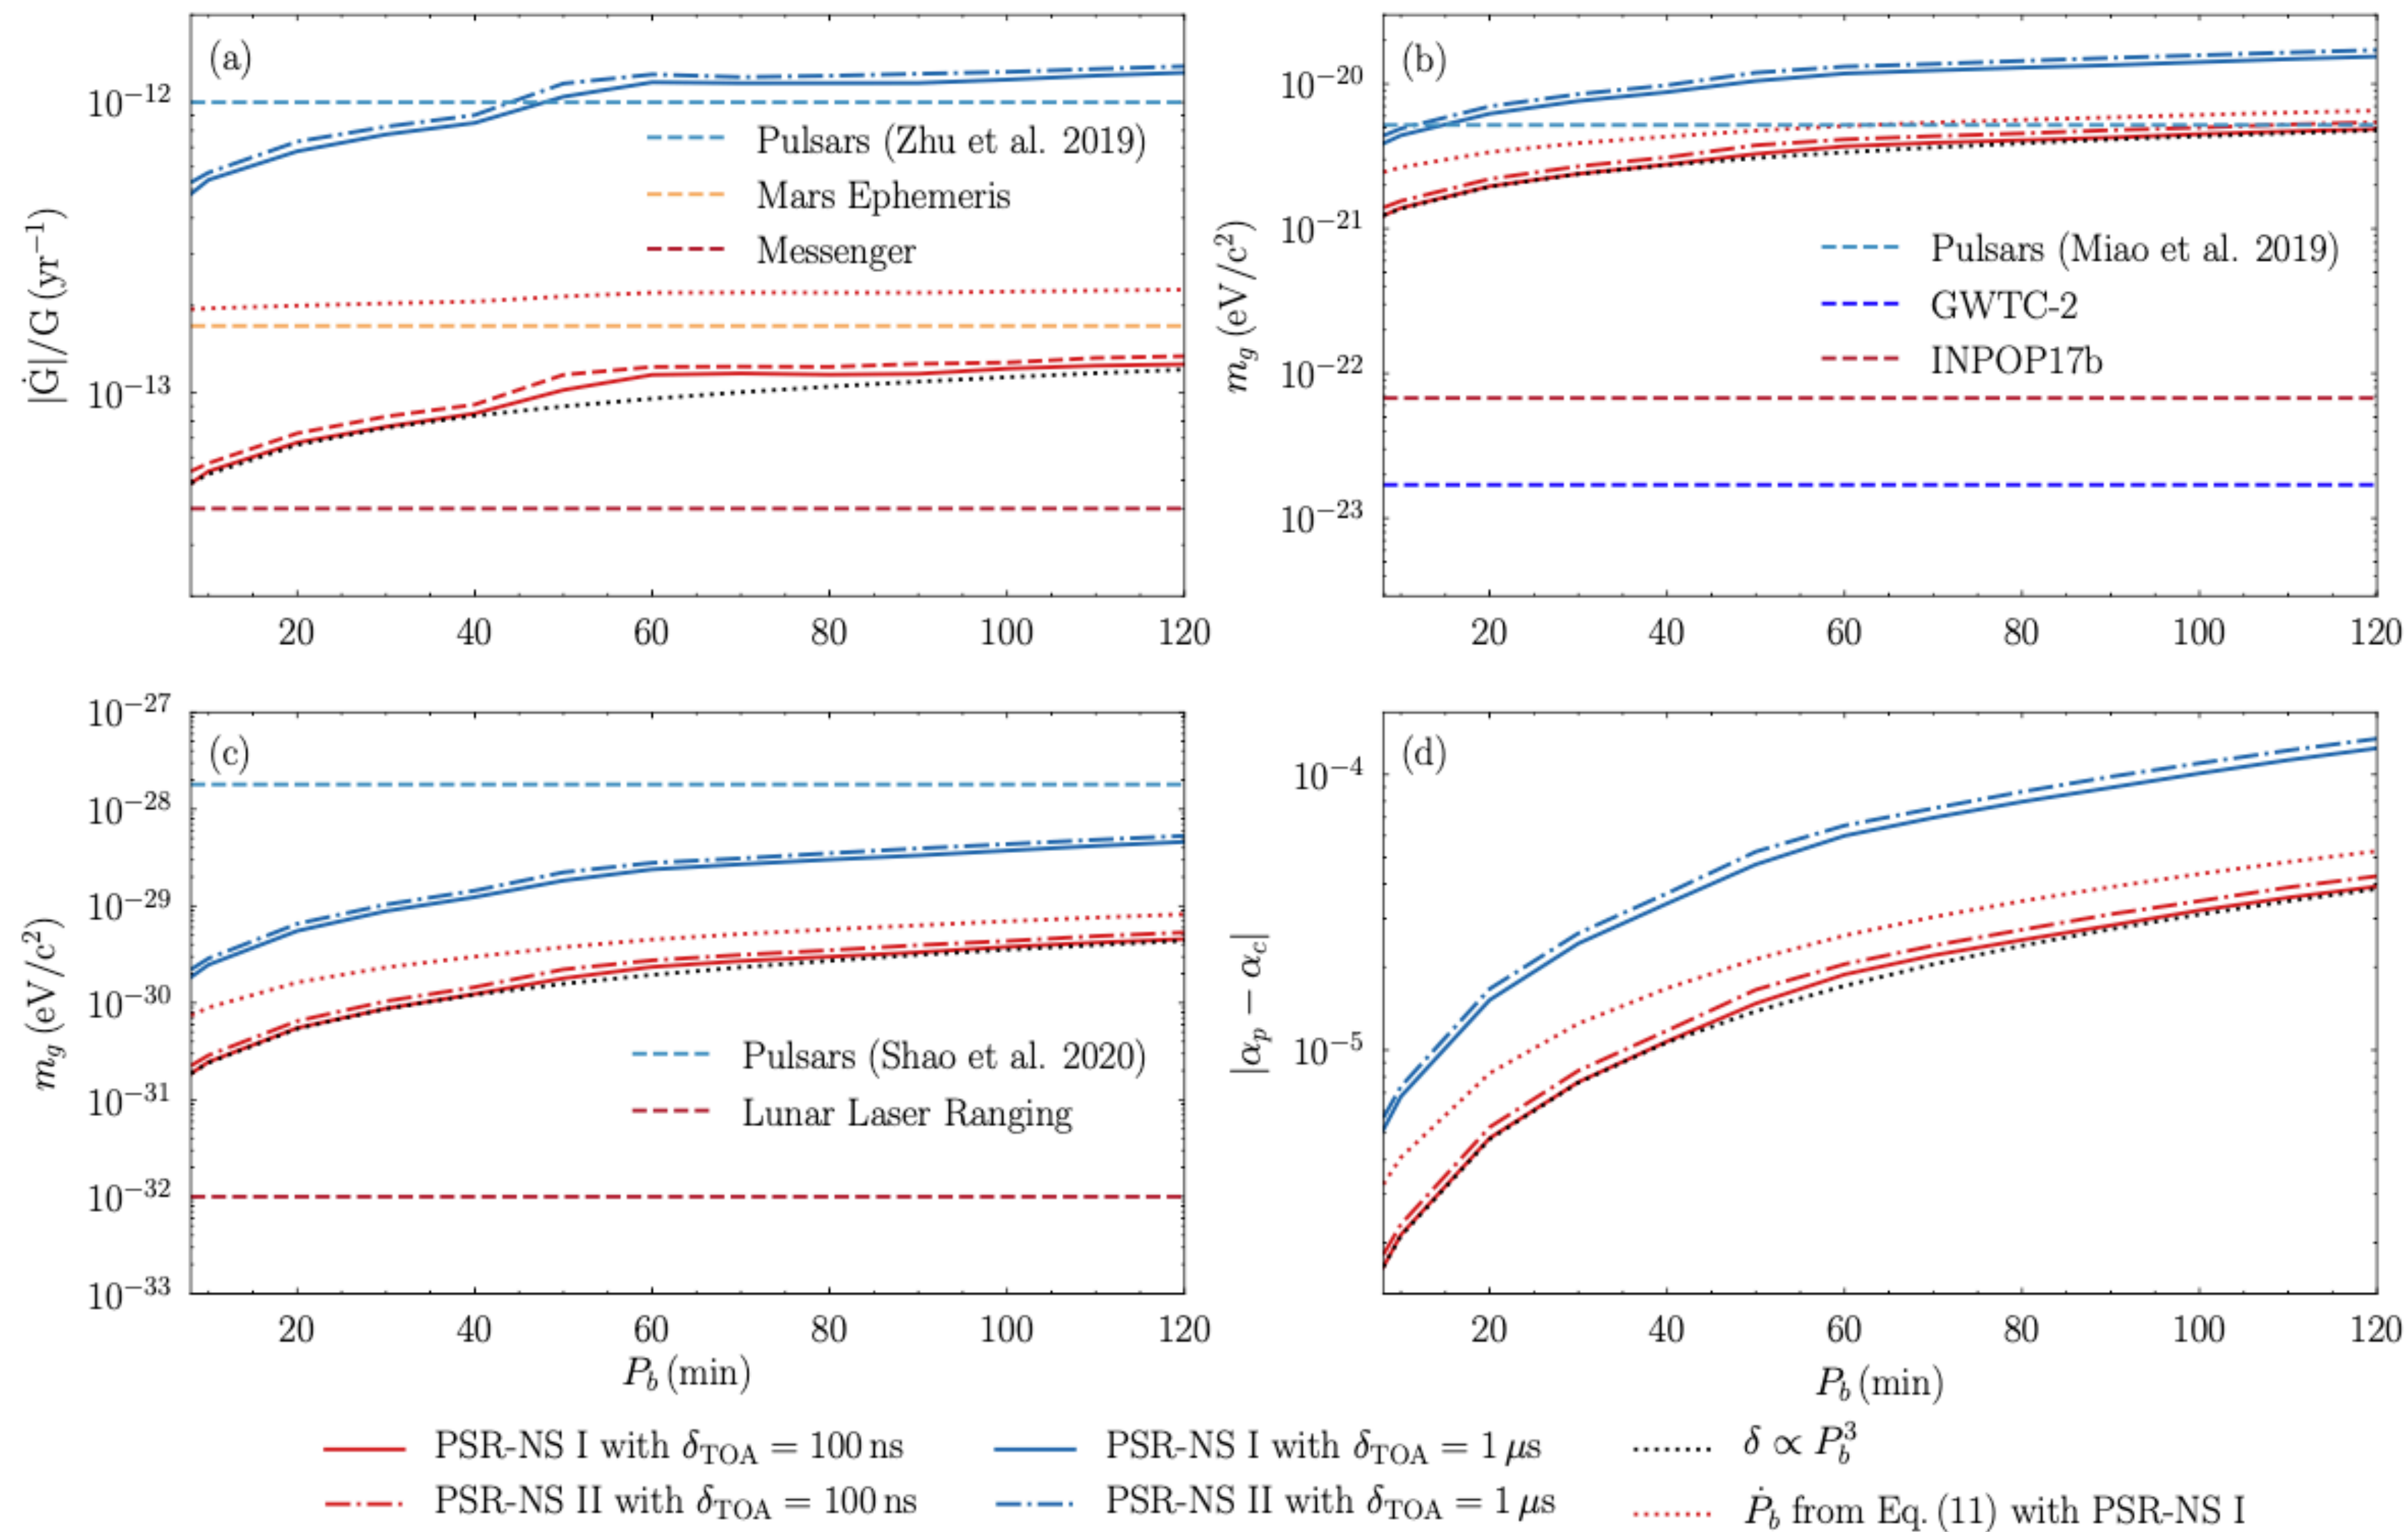 (a)
10⁻¹²
10⁻¹³
|Ġ|/G (yr⁻¹)
Pulsars (Zhu et al. 2019)
Mars Ephemeris
Messenger
20 40 60 80 100 120
(b)
10⁻²⁰
10⁻²¹
10⁻²²
10⁻²³
m_g (eV/c²)
Pulsars (Miao et al. 2019)
GWTC-2
INPOP17b
20 40 60 80 100 120
(c)
10⁻²⁷
10⁻²⁸
10⁻²⁹
10⁻³⁰
10⁻³¹
10⁻³²
10⁻³³
m_g (eV/c²)
Pulsars (Shao et al. 2020)
Lunar Laser Ranging
20 40 60 80 100 120
P_b (min)
(d)
10⁻⁴
10⁻⁵
|α_p − α_c|
20 40 60 80 100 120
P_b (min)
PSR-NS I with δ_TOA = 100 ns
PSR-NS II with δ_TOA = 100 ns
PSR-NS I with δ_TOA = 1 μs
PSR-NS II with δ_TOA = 1 μs
δ ∝ P_b³
Ṗ_b from Eq. (11) with PSR-NS I